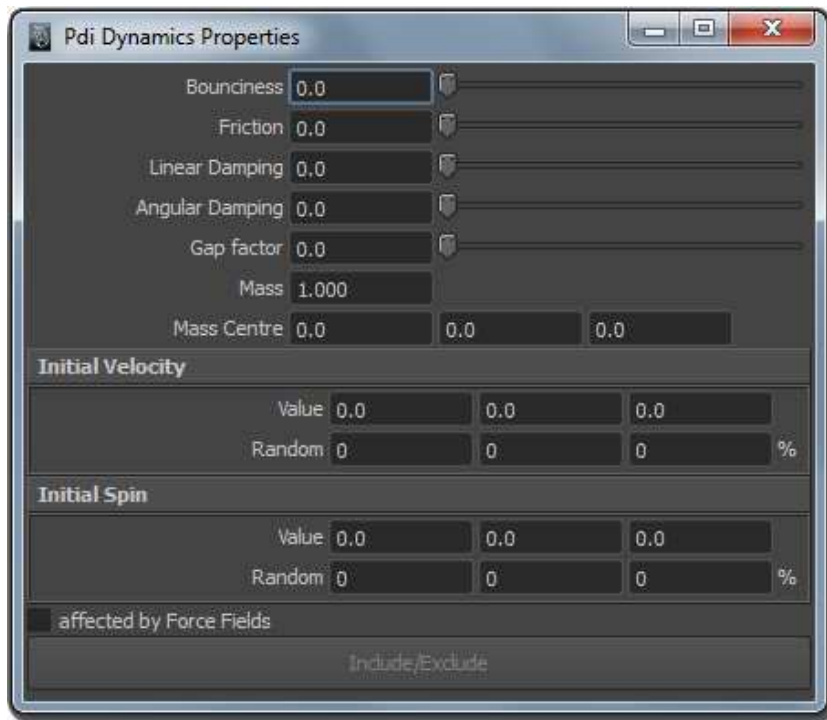 Pdi Dynamics Properties
Bounciness 0.0
Friction 0.0
Linear Damping 0.0
Angular Damping 0.0
Gap factor 0.0
Mass 1.000
Mass Centre 0.0 0.0 0.0
Initial Velocity
Value 0.0 0.0 0.0
Random 0 0 0 %
Initial Spin
Value 0.0 0.0 0.0
Random 0 0 0 %
affected by Force Fields
Include/Exclude